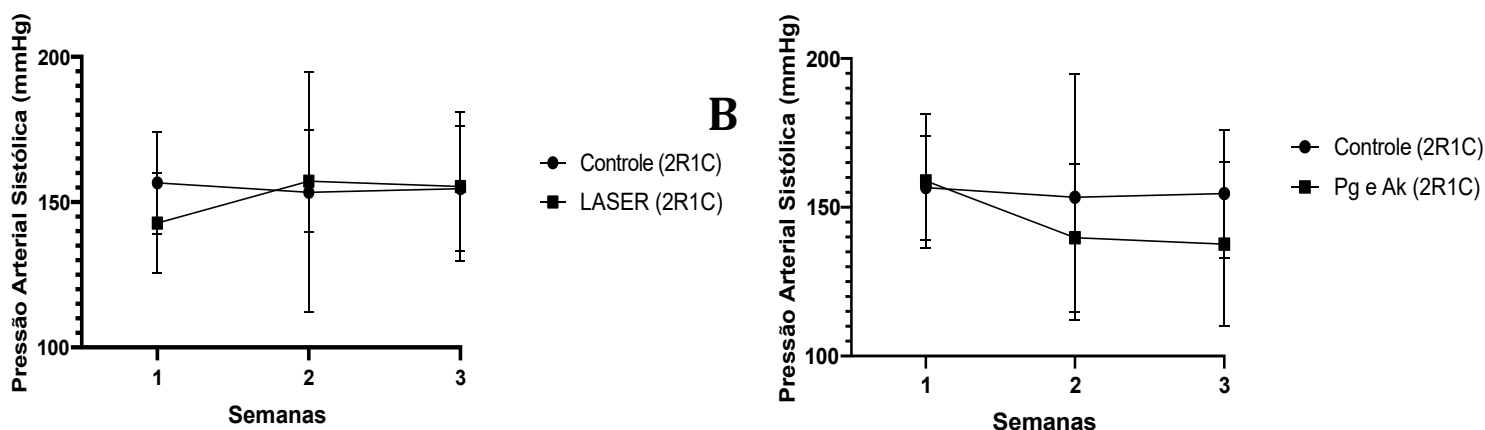 Pressão Arterial Sistólica (mmHg)
200
150
100
1
2
3
Semanas
Controle (2R1C)
LASER (2R1C)
B
Pressão Arterial Sistólica (mmHg)
200
150
100
1
2
3
Semanas
Controle (2R1C)
Pg e Ak (2R1C)